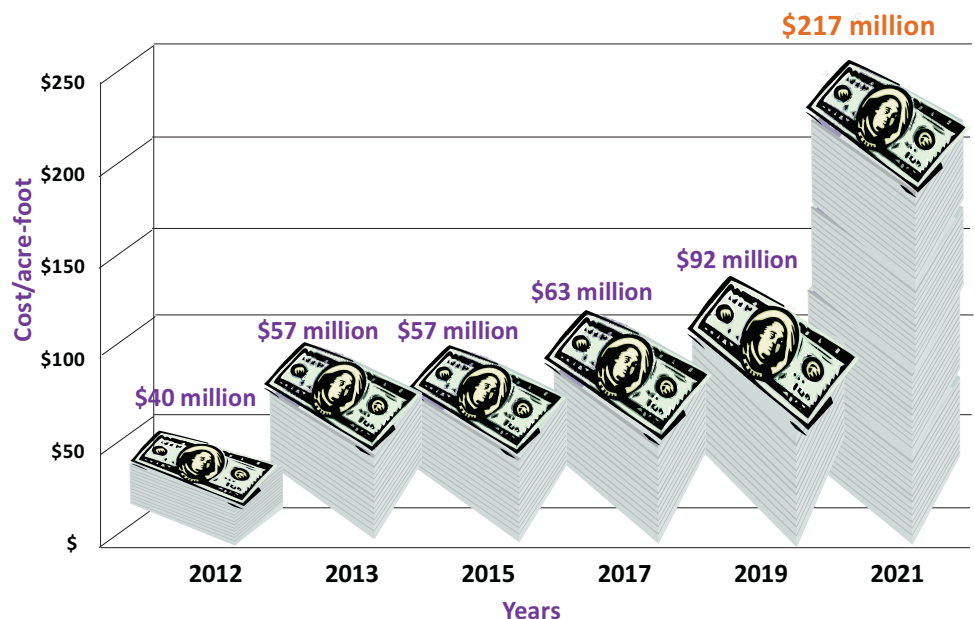 $217 million
$250
$200
$150
$100
$50
$
Cost/acre-foot
$40 million
$57 million
$57 million
$63 million
$92 million
2012
2013
2015
2017
2019
2021
Years